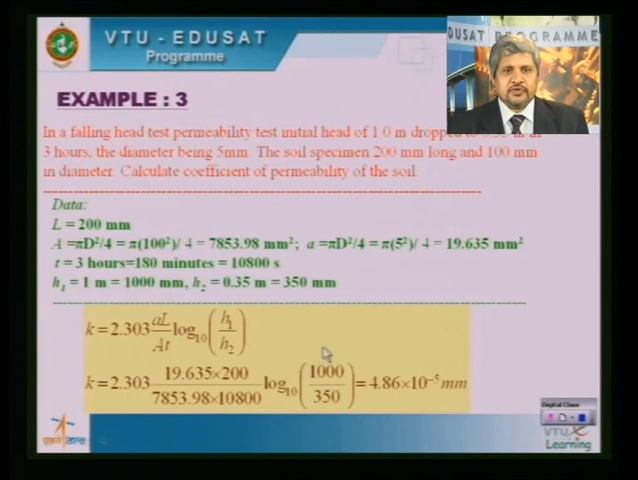 VTU - EDUSAT
Programme
DUSAT PROGRAMME
EXAMPLE : 3
In a falling head test permeability test initial head of 1.0 m dropped to
3 hours, the diameter being 5mm. The soil specimen 200 mm long and 100 mm
in diameter. Calculate coefficient of permeability of the soil.
Data:
L = 200 mm
A =πD²/4 = π(100²)/ 4 = 7853.98 mm²; a =πD²/4 = π(5²)/ 4 = 19.635 mm²
t = 3 hours=180 minutes = 10800 s
h₁ = 1 m = 1000 mm, h₂ = 0.35 m = 350 mm
k = 2.303 aL/At log₁₀ (h₁/h₂)
k = 2.303 19.635×200/7853.98×10800 log₁₀ (1000/350) = 4.86×10⁻⁵ mm
Digital Class
VTU
Learning